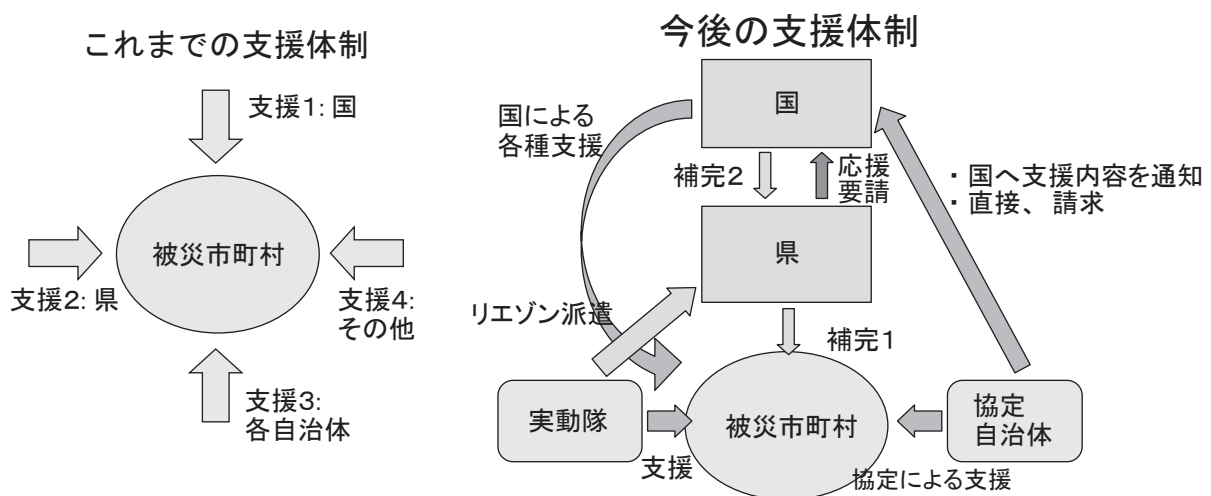 これまでの支援体制
支援1: 国
支援2: 県
被災市町村
支援4:
その他
支援3:
各自治体
今後の支援体制
国
国による
各種支援
補完2
応援
要請
・国へ支援内容を通知
・直接、請求
県
リエゾン派遣
補完1
実動隊
支援
被災市町村
協定
自治体
協定による支援